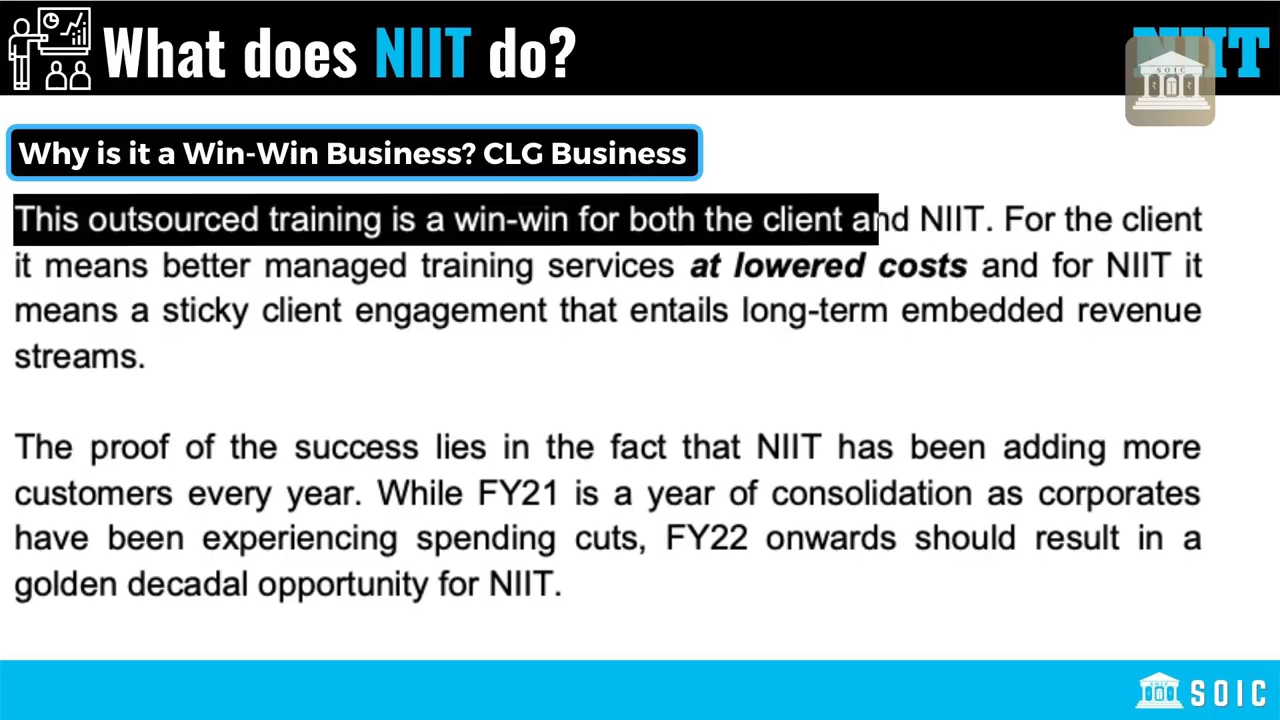 What does NIIT do?
NIIT
SOIC
Why is it a Win-Win Business? CLG Business
This outsourced training is a win-win for both the client and NIIT. For the client
it means better managed training services at lowered costs and for NIIT it
means a sticky client engagement that entails long-term embedded revenue
streams.
The proof of the success lies in the fact that NIIT has been adding more
customers every year. While FY21 is a year of consolidation as corporates
have been experiencing spending cuts, FY22 onwards should result in a
golden decadal opportunity for NIIT.
SOIC